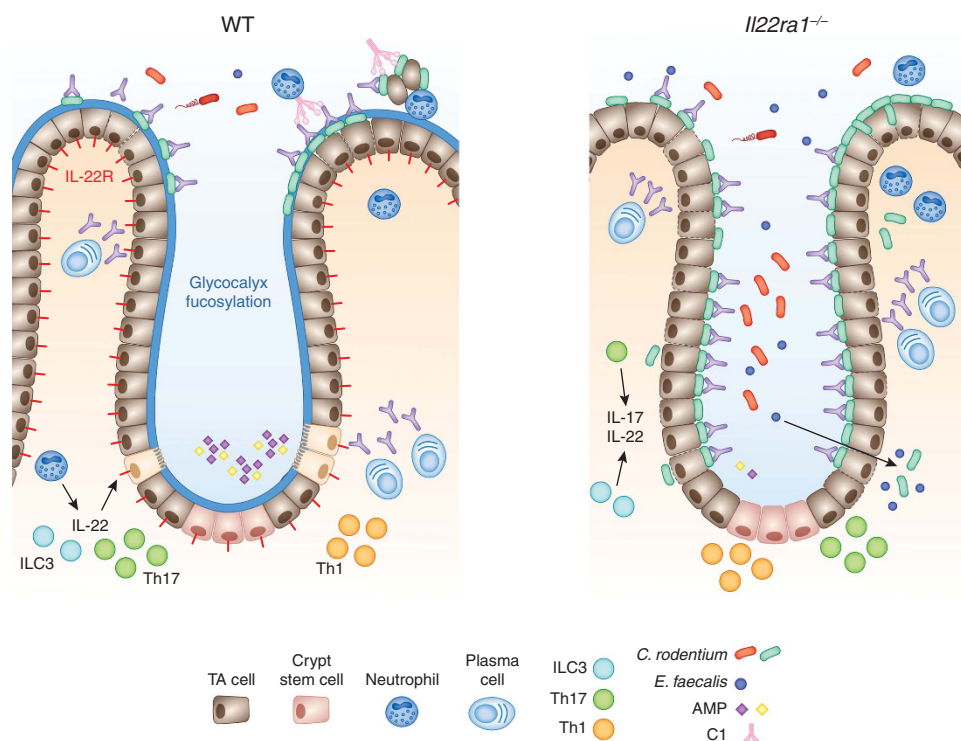 WT
Il22ra1–/–
IL-22R
Glycocalyx
fucosylation
IL-17
IL-22
IL-22
ILC3
Th17
Th1
TA cell
Crypt
stem cell
Neutrophil
Plasma
cell
ILC3
Th17
Th1
C. rodentium
E. faecalis
AMP
C1